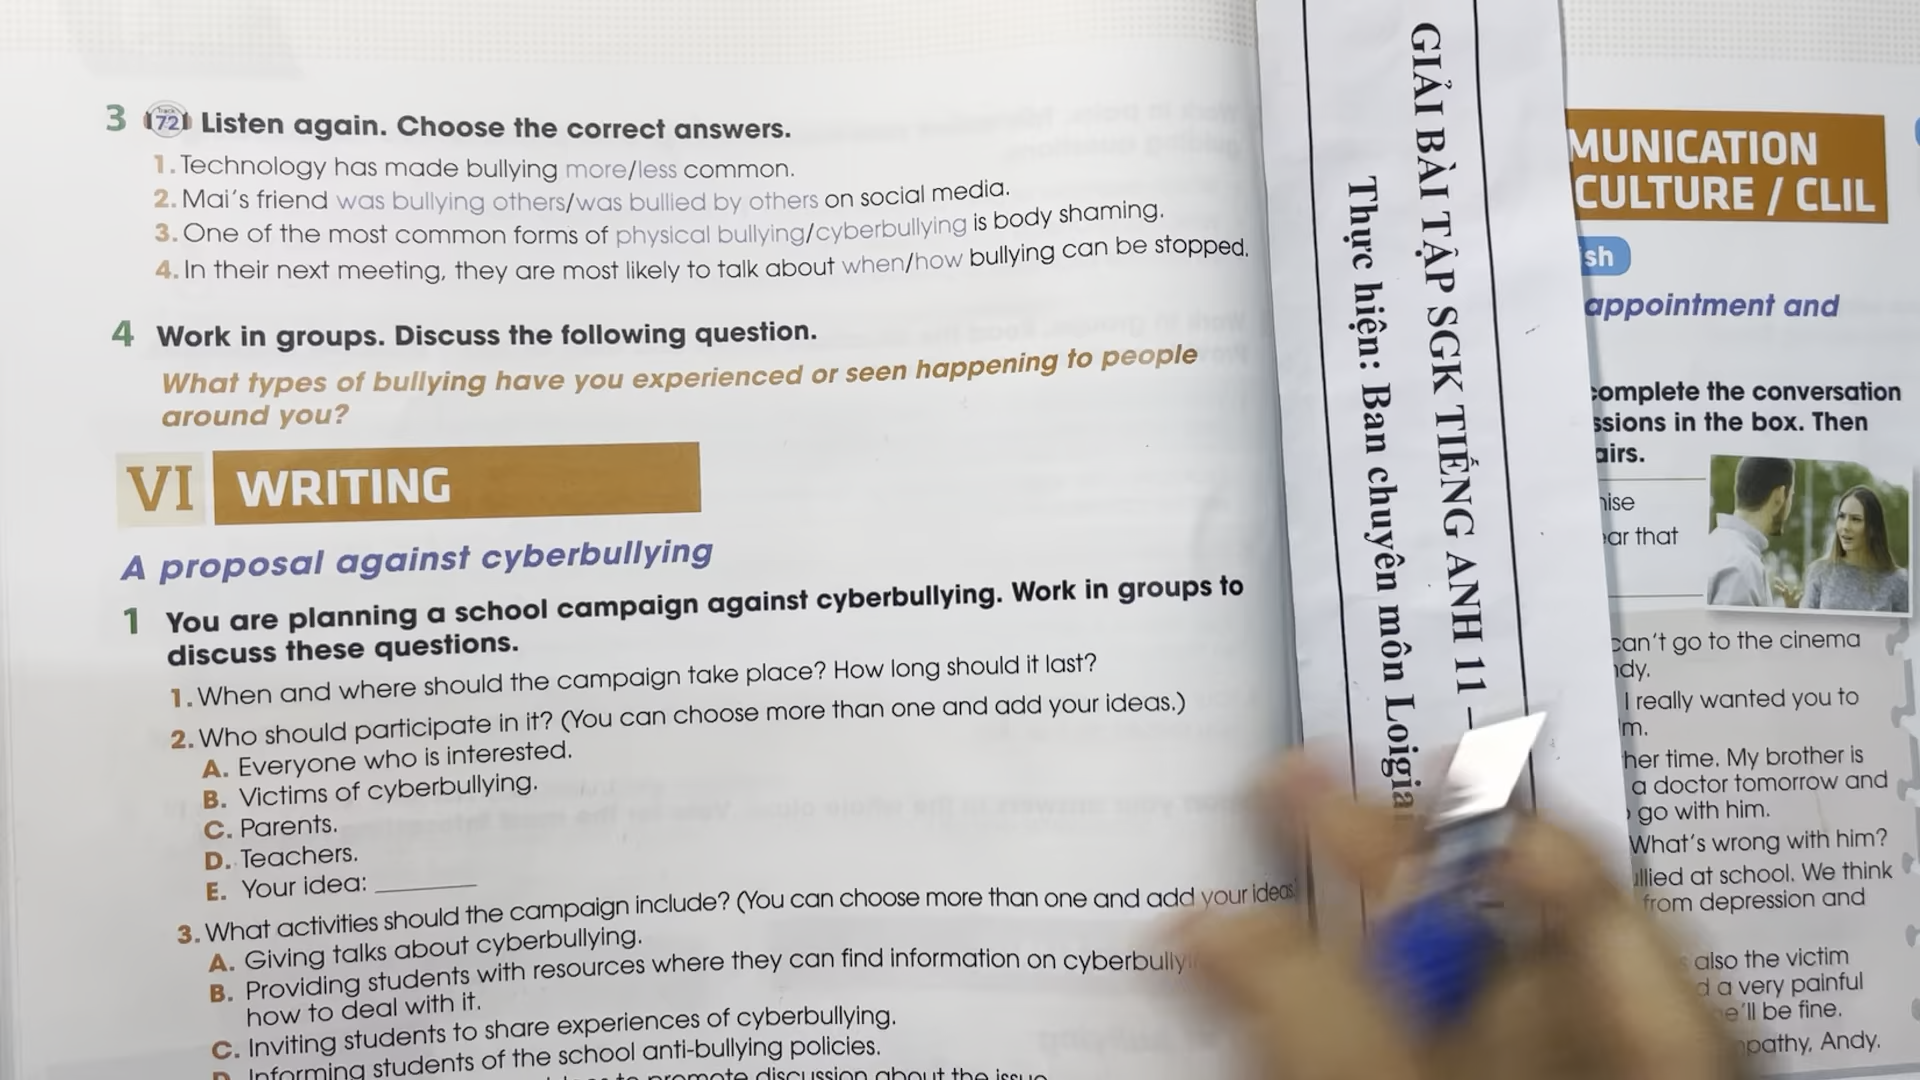 3 Track 72 Listen again. Choose the correct answers.
1. Technology has made bullying more/less common.
2. Mai's friend was bullying others/was bullied by others on social media.
3. One of the most common forms of physical bullying/cyberbullying is body shaming.
4. In their next meeting, they are most likely to talk about when/how bullying can be stopped.
4 Work in groups. Discuss the following question.
What types of bullying have you experienced or seen happening to people
around you?
VI WRITING
A proposal against cyberbullying
1 You are planning a school campaign against cyberbullying. Work in groups to
discuss these questions.
1. When and where should the campaign take place? How long should it last?
2. Who should participate in it? (You can choose more than one and add your ideas.)
A. Everyone who is interested.
B. Victims of cyberbullying.
C. Parents.
D. Teachers.
E. Your idea: ______
3. What activities should the campaign include? (You can choose more than one and add your ideas
A. Giving talks about cyberbullying.
B. Providing students with resources where they can find information on
how to deal with it.
C. Inviting students to share experiences of cyberbullying.
D. Informing students of the school anti-bullying policies.
to promote discussion about the issue
GIẢI BÀI TẬP SGK TIẾNG ANH 11 –
Thực hiện: Ban chuyên môn Loigiai
MUNICATION
CULTURE / CLIL
sh
appointment and
complete the conversation
ssions in the box. Then
airs.
ise
ear that
can't go to the cinema
dy.
I really wanted you to
m.
her time. My brother is
a doctor tomorrow and
go with him.
What's wrong with him?
llied at school. We think
from depression and
also the victim
d a very painful
e'll be fine.
pathy, Andy.